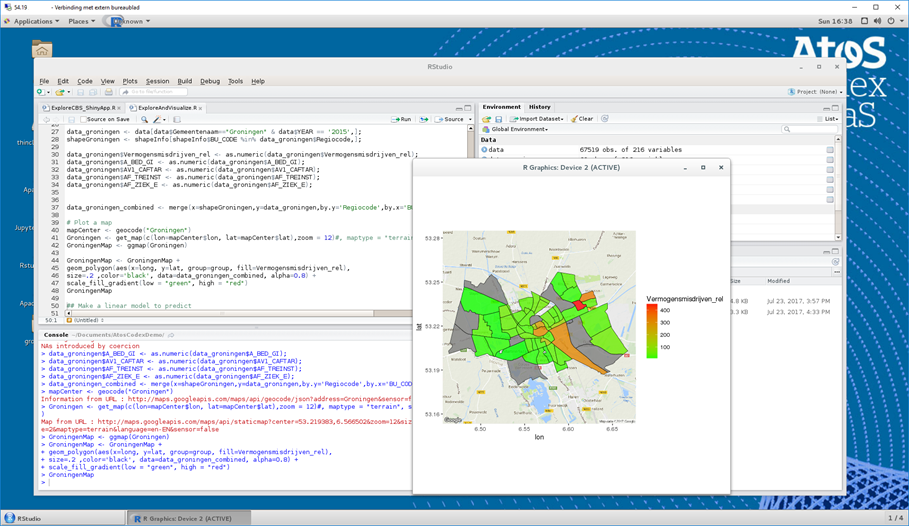 54.19 - Verbinding met extern bureaublad
Applications Places Unknown Sun 16:38
Atos
RStudio
File Edit Code View Plots Session Build Debug Tools Help
Go to file/function Project: (None)
ExploreCBS_ShinyApp.R ExploreAndVisualize.R
Source on Save Run Source
27 data_groningen <- data[data$Gemeentenaam=="Groningen" & data$YEAR == '2015',];
28 shapeGroningen <- shapeInfo[shapeInfo$BU_CODE %in% data_groningen$Regiocode,];
29
30 data_groningen$Vermogensmisdrijven_rel <- as.numeric(data_groningen$Vermogensmisdrijven_rel);
31 data_groningen$A_BED_GI <- as.numeric(data_groningen$A_BED_GI);
32 data_groningen$AV1_CAFTAR <- as.numeric(data_groningen$AV1_CAFTAR);
33 data_groningen$AF_TREINST <- as.numeric(data_groningen$AF_TREINST);
34 data_groningen$AF_ZIEK_E <- as.numeric(data_groningen$AF_ZIEK_E);
35
36
37 data_groningen_combined <- merge(x=shapeGroningen,y=data_groningen,by.y='Regiocode',by.x='BU
38
39 # Plot a map
40 mapCenter <- geocode("Groningen")
41 Groningen <- get_map(c(lon=mapCenter$lon, lat=mapCenter$lat),zoom = 12)#, maptype = "terrain
42 GroningenMap <- ggmap(Groningen)
43
44 GroningenMap <- GroningenMap +
45 geom_polygon(aes(x=long, y=lat, group=group, fill=Vermogensmisdrijven_rel),
46 size=.2 ,color='black', data=data_groningen_combined, alpha=0.8) +
47 scale_fill_gradient(low = "green", high = "red")
48 GroningenMap
49
50 ## Make a linear model to predict
51
50:1 (Untitled)
Console ~/Documents/AtosCodexDemo/
NAs introduced by coercion
> data_groningen$A_BED_GI <- as.numeric(data_groningen$A_BED_GI);
> data_groningen$AV1_CAFTAR <- as.numeric(data_groningen$AV1_CAFTAR);
> data_groningen$AF_TREINST <- as.numeric(data_groningen$AF_TREINST);
> data_groningen$AF_ZIEK_E <- as.numeric(data_groningen$AF_ZIEK_E);
> data_groningen_combined <- merge(x=shapeGroningen,y=data_groningen,by.y='Regiocode',by.x='BU_COD
> mapCenter <- geocode("Groningen")
Information from URL : http://maps.googleapis.com/maps/api/geocode/json?address=Groningen&sensor=f
> Groningen <- get_map(c(lon=mapCenter$lon, lat=mapCenter$lat),zoom = 12)#, maptype = "terrain", s
)
Map from URL : http://maps.googleapis.com/maps/api/staticmap?center=53.219383,6.566502&zoom=12&siz
e=2&maptype=terrain&language=en-EN&sensor=false
> GroningenMap <- ggmap(Groningen)
> GroningenMap <- GroningenMap +
+ geom_polygon(aes(x=long, y=lat, group=group, fill=Vermogensmisdrijven_rel),
+ size=.2 ,color='black', data=data_groningen_combined, alpha=0.8) +
+ scale_fill_gradient(low = "green", high = "red")
> GroningenMap
>
Environment History
Import Dataset Clear List
Global Environment
Data
data 67519 obs. of 216 variables
R Graphics: Device 2 (ACTIVE)
53.28
53.25
53.22
53.19
53.16
lat
6.50 6.55 6.60 6.65
lon
Google
Vermogensmisdrijven_rel
400
300
200
100
Modified
4.8 KB Jul 23, 2017, 3:57 PM
3.3 KB Jul 23, 2017, 4:33 PM
RStudio R Graphics: Device 2 (ACTIVE) 1 / 4